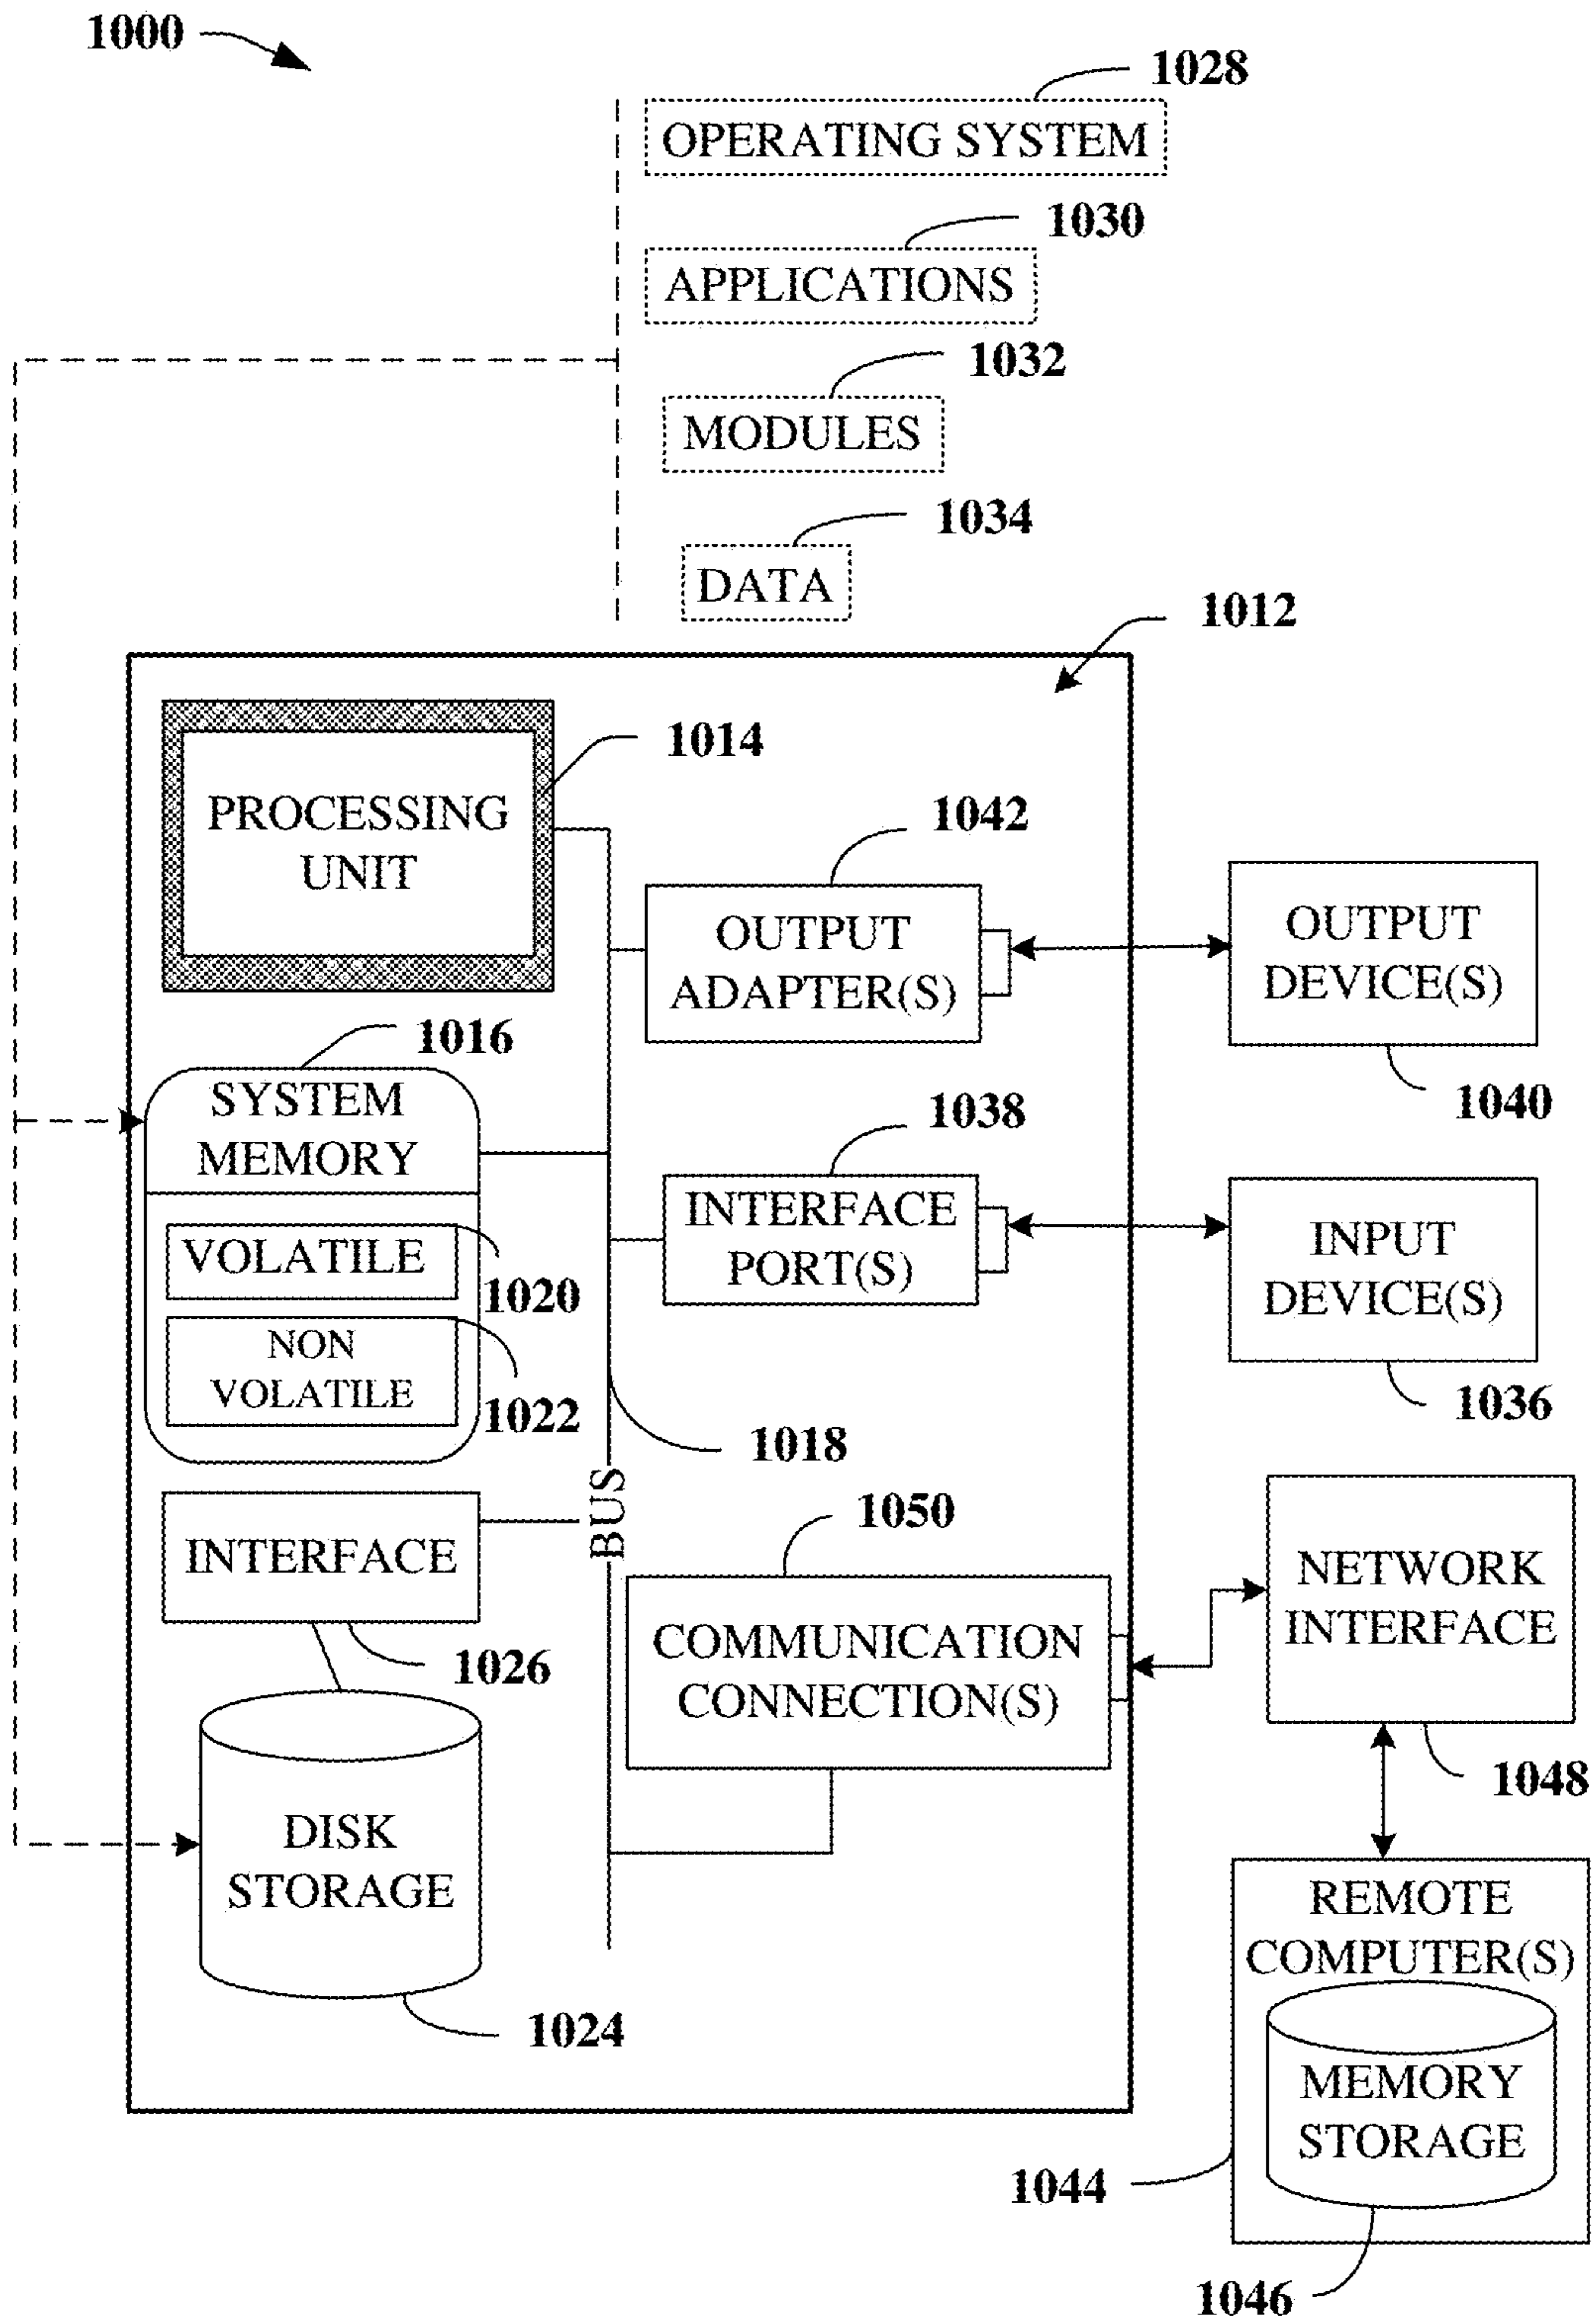 1000
1028
OPERATING SYSTEM
1030
APPLICATIONS
1032
MODULES
1034
DATA
1012
1014
PROCESSING
UNIT
1042
OUTPUT
ADAPTER(S)
OUTPUT
DEVICE(S)
1040
1016
SYSTEM
MEMORY
VOLATILE
1020
NON
VOLATILE
1022
1038
INTERFACE
PORT(S)
INPUT
DEVICE(S)
1036
1018
BUS
INTERFACE
1026
1050
COMMUNICATION
CONNECTION(S)
NETWORK
INTERFACE
1048
DISK
STORAGE
1024
REMOTE
COMPUTER(S)
MEMORY
STORAGE
1044
1046